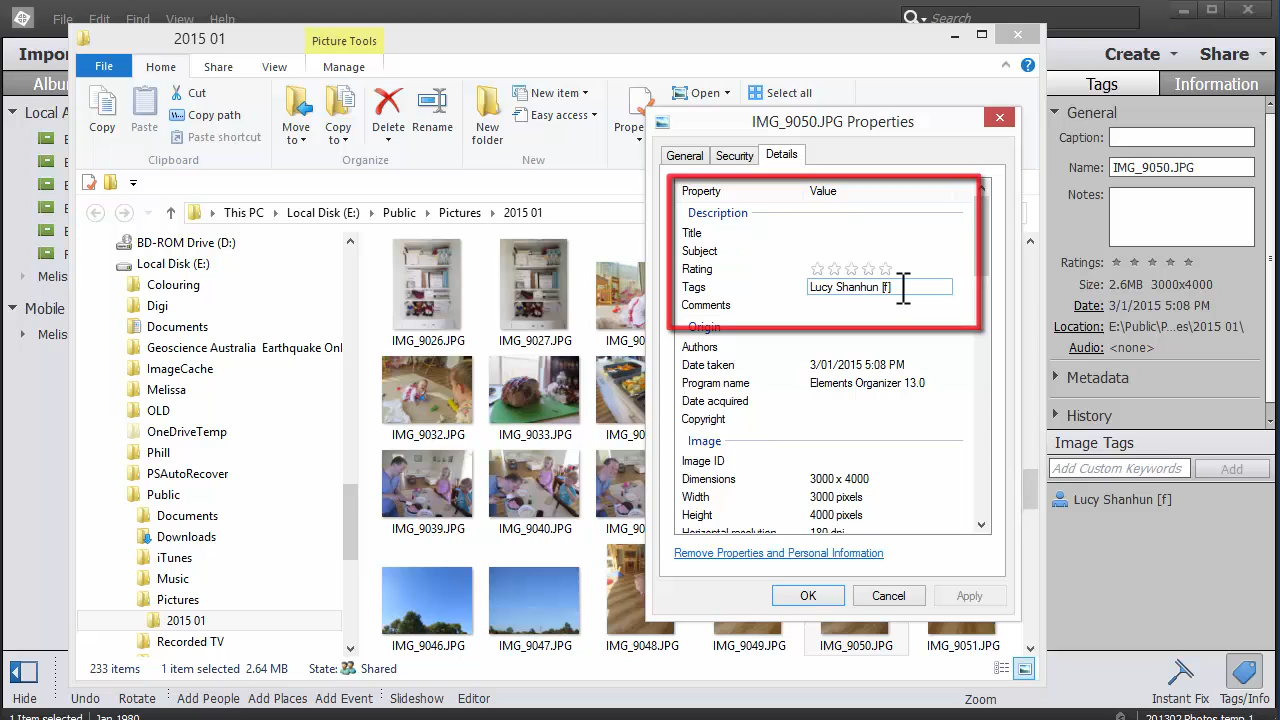 File Edit Find View Help
Search
Impor
Create Share
Albu
Tags Information
Local A
Melis
Mobile
Melis
2015 01
Picture Tools
File Home Share View Manage
Copy
Paste
Cut
Copy path
Paste shortcut
Clipboard
Move to
Copy to
Delete
Rename
Organize
New folder
New item
Easy access
New
Prope
Open
Select all
This PC Local Disk (E:) Public Pictures 2015 01
BD-ROM Drive (D:)
Local Disk (E:)
Colouring
Digi
Documents
Geoscience Australia Earthquake Onl
ImageCache
Melissa
OLD
OneDriveTemp
Phill
PSAutoRecover
Public
Documents
Downloads
iTunes
Music
Pictures
2015 01
Recorded TV
IMG_9026.JPG IMG_9027.JPG
IMG_9032.JPG IMG_9033.JPG IMG_90
IMG_9039.JPG IMG_9040.JPG IMG_90
IMG_9046.JPG IMG_9047.JPG IMG_9048.JPG IMG_9049.JPG IMG_9050.JPG IMG_9051.JPG
233 items 1 item selected 2.64 MB State: Shared
IMG_9050.JPG Properties
General Security Details
Property Value
Description
Title
Subject
Rating
Tags Lucy Shanhun [f]
Comments
Origin
Authors
Date taken 3/01/2015 5:08 PM
Program name Elements Organizer 13.0
Date acquired
Copyright
Image
Image ID
Dimensions 3000 x 4000
Width 3000 pixels
Height 4000 pixels
Horizontal resolution 180 dpi
Remove Properties and Personal Information
OK Cancel Apply
General
Caption:
Name: IMG_9050.JPG
Notes:
Ratings:
Size: 2.6MB 3000x4000
Date: 3/1/2015 5:08 PM
Location: E:\Public\P...es\2015 01\
Audio: <none>
Metadata
History
Image Tags
Add Custom Keywords Add
Lucy Shanhun [f]
Hide Undo Rotate Add People Add Places Add Event Slideshow Editor Zoom Instant Fix Tags/Info
1 Item selected Jan 1980 201302 Photos temp 1